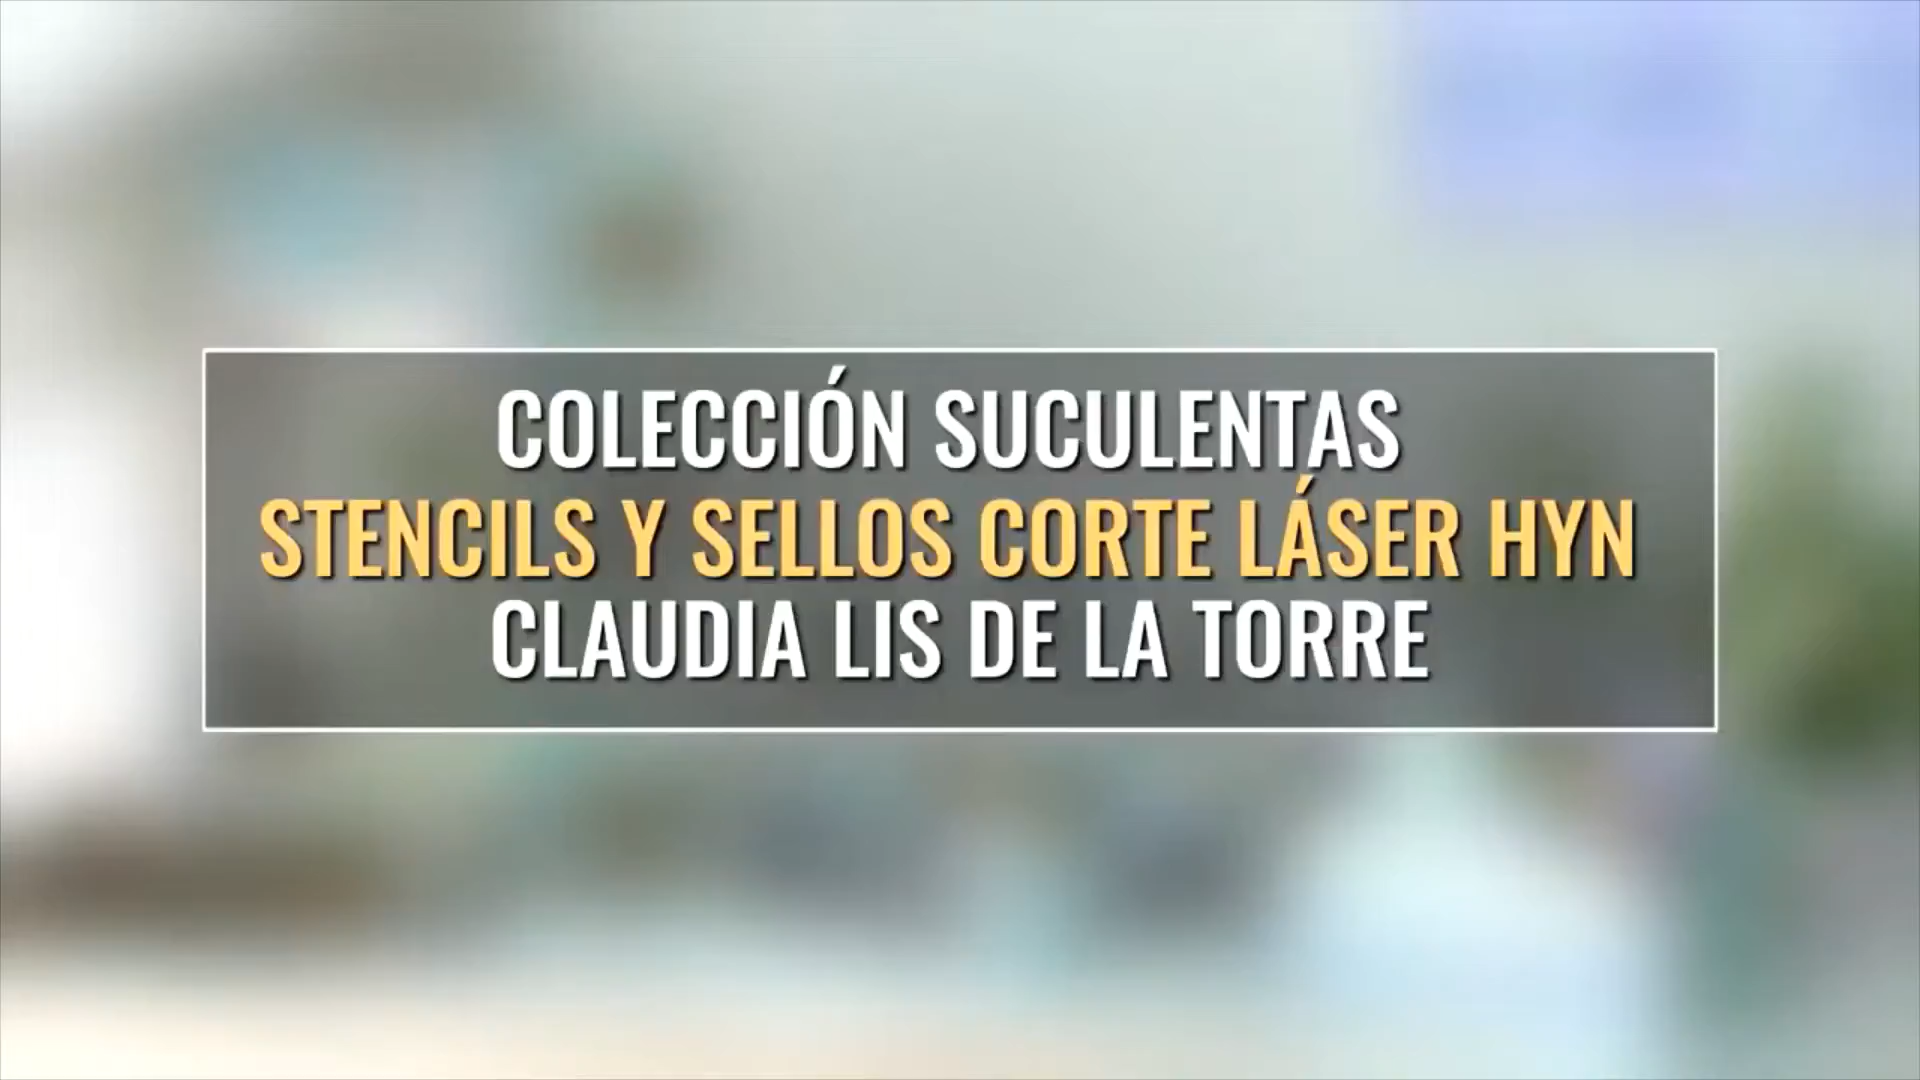 COLECCIÓN SUCULENTAS
STENCILS Y SELLOS CORTE LÁSER HYN
CLAUDIA LIS DE LA TORRE